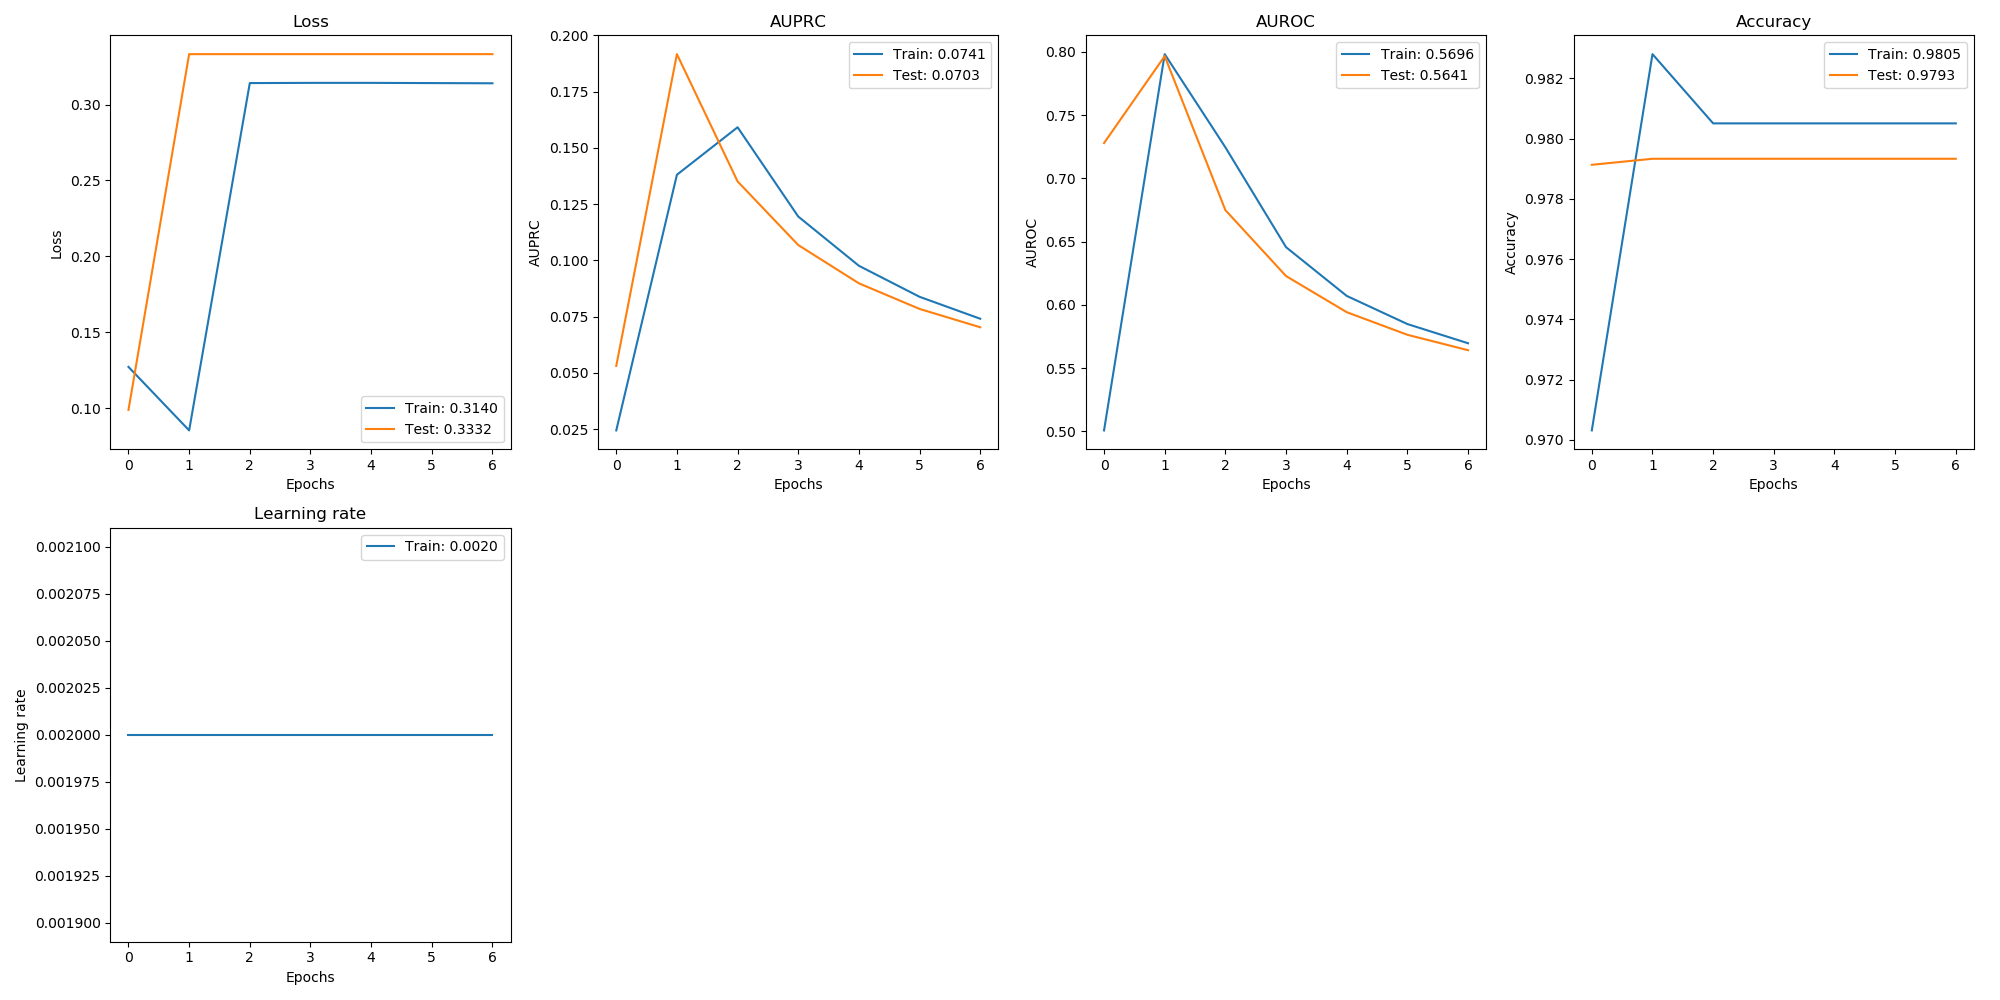 Loss
Train: 0.3140
Test: 0.3332
0.30
0.25
0.20
0.15
0.10
Loss
0 1 2 3 4 5 6
Epochs
AUPRC
Train: 0.0741
Test: 0.0703
0.200
0.175
0.150
0.125
0.100
0.075
0.050
0.025
AUPRC
0 1 2 3 4 5 6
Epochs
AUROC
Train: 0.5696
Test: 0.5641
0.80
0.75
0.70
0.65
0.60
0.55
0.50
AUROC
0 1 2 3 4 5 6
Epochs
Accuracy
Train: 0.9805
Test: 0.9793
0.982
0.980
0.978
0.976
0.974
0.972
0.970
Accuracy
0 1 2 3 4 5 6
Epochs
Learning rate
Train: 0.0020
0.002100
0.002075
0.002050
0.002025
0.002000
0.001975
0.001950
0.001925
0.001900
Learning rate
0 1 2 3 4 5 6
Epochs